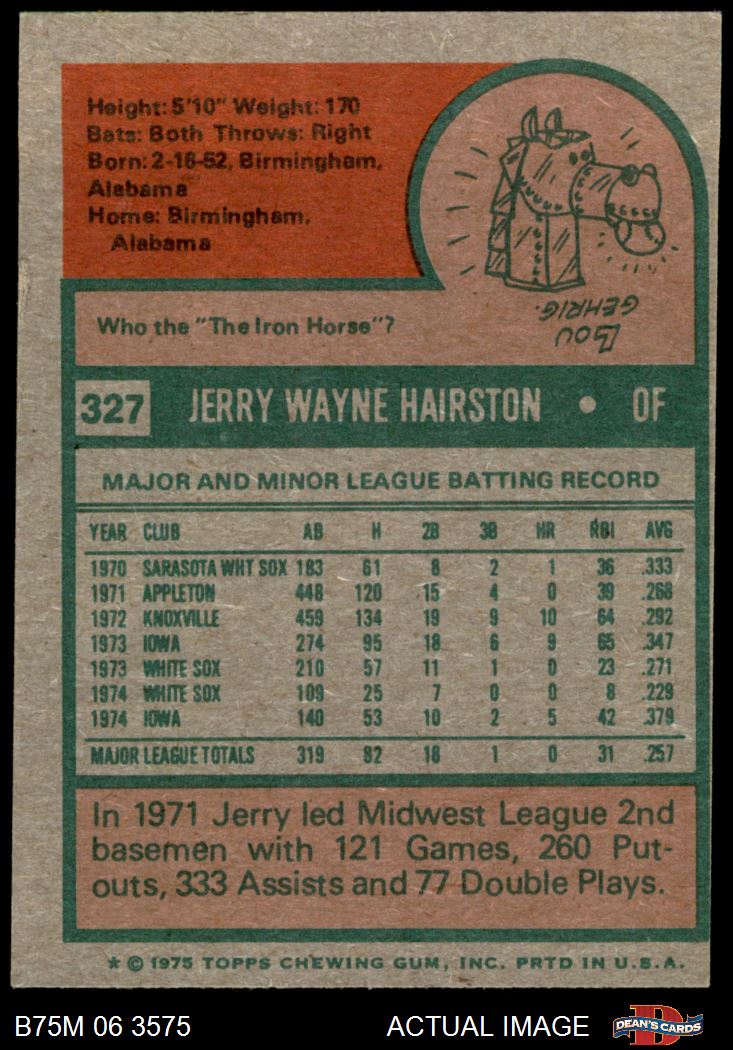 Height: 5'10" Weight: 170
Bats: Both Throws: Right
Born: 2-16-52, Birmingham,
Alabama
Home: Birmingham,
Alabama
Who the "The Iron Horse"?
LOU
GEHRIG.
327 JERRY WAYNE HAIRSTON • OF
MAJOR AND MINOR LEAGUE BATTING RECORD
YEAR CLUB AB H 2B 3B HR RBI AVG
1970 SARASOTA WHT SOX 183 61 8 2 1 36 .333
1971 APPLETON 448 120 15 4 0 39 .268
1972 KNOXVILLE 459 134 19 9 10 64 .292
1973 IOWA 274 95 18 6 9 65 .347
1973 WHITE SOX 210 57 11 1 0 23 .271
1974 WHITE SOX 109 25 7 0 0 8 .229
1974 IOWA 140 53 10 2 5 42 .379
MAJOR LEAGUE TOTALS 319 82 18 1 0 31 .257
In 1971 Jerry led Midwest League 2nd
basemen with 121 Games, 260 Put-
outs, 333 Assists and 77 Double Plays.
* © 1975 TOPPS CHEWING GUM, INC. PRTD IN U.S.A.
B75M 06 3575 ACTUAL IMAGE DEAN'S CARDS